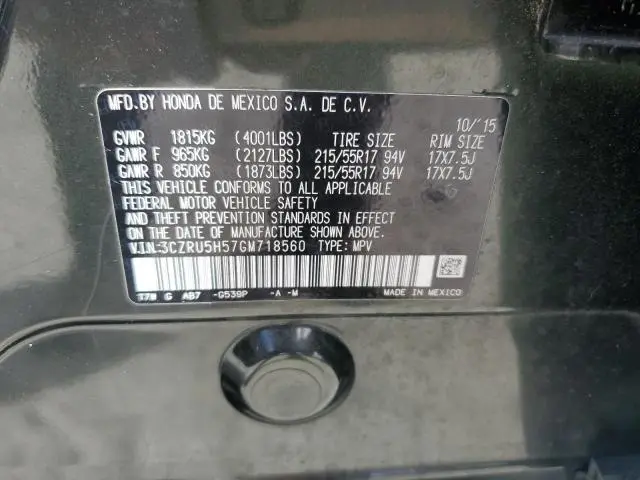 MFD.BY HONDA DE MEXICO S.A. DE C.V.
10/'15
GVWR 1815KG (4001LBS) TIRE SIZE RIM SIZE
GAWR F 965KG (2127LBS) 215/55R17 94V 17X7.5J
GAWR R 850KG (1873LBS) 215/55R17 94V 17X7.5J
THIS VEHICLE CONFORMS TO ALL APPLICABLE
FEDERAL MOTOR VEHICLE SAFETY
AND THEFT PREVENTION STANDARDS IN EFFECT
ON THE DATE OF MANUFACTURE SHOWN ABOVE.
V.I.N:3CZRU5H57GM718560 TYPE: MPV
G AB7 -G539P -A -M MADE IN MEXICO